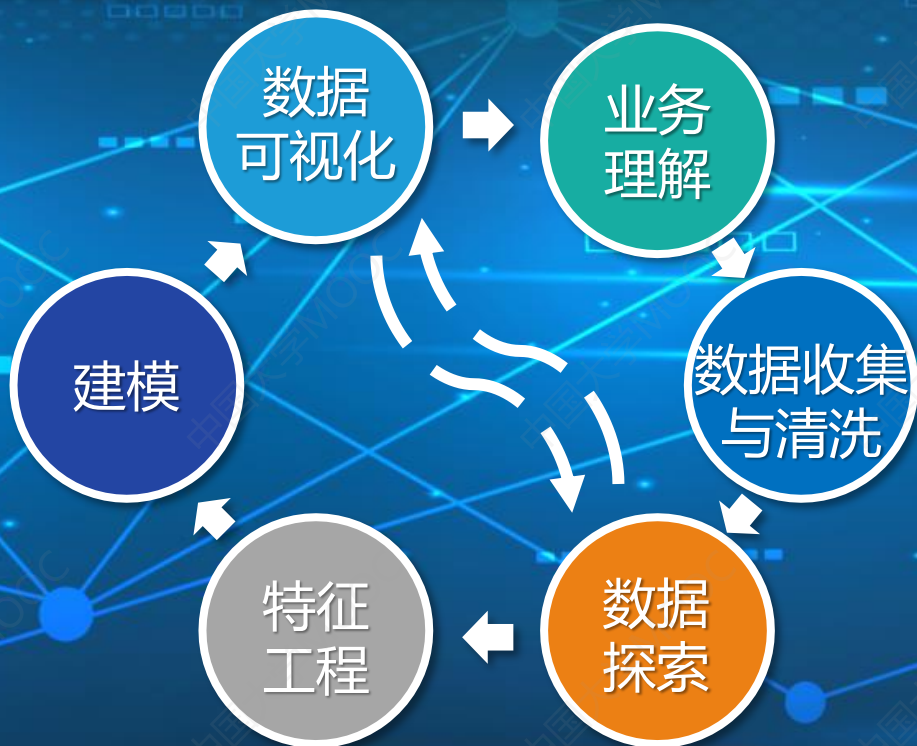 数据
可视化
业务
理解
建模
数据收集
与清洗
特征
工程
数据
探索